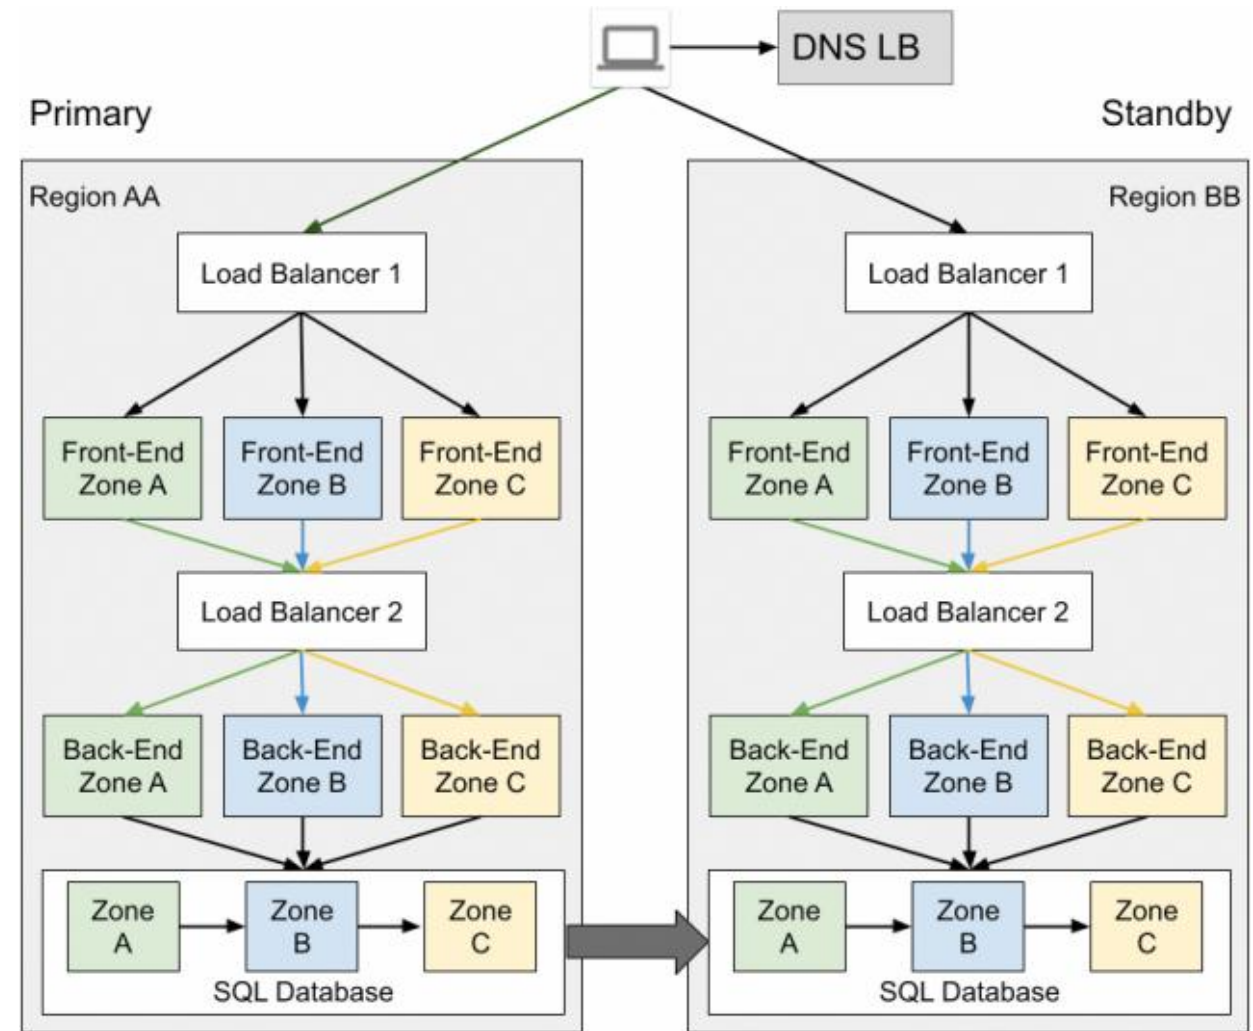 DNS LB
Primary
Standby
Region AA
Load Balancer 1
Front-End
Zone A
Front-End
Zone B
Front-End
Zone C
Load Balancer 2
Back-End
Zone A
Back-End
Zone B
Back-End
Zone C
Zone
A
Zone
B
Zone
C
SQL Database
Region BB
Load Balancer 1
Front-End
Zone A
Front-End
Zone B
Front-End
Zone C
Load Balancer 2
Back-End
Zone A
Back-End
Zone B
Back-End
Zone C
Zone
A
Zone
B
Zone
C
SQL Database